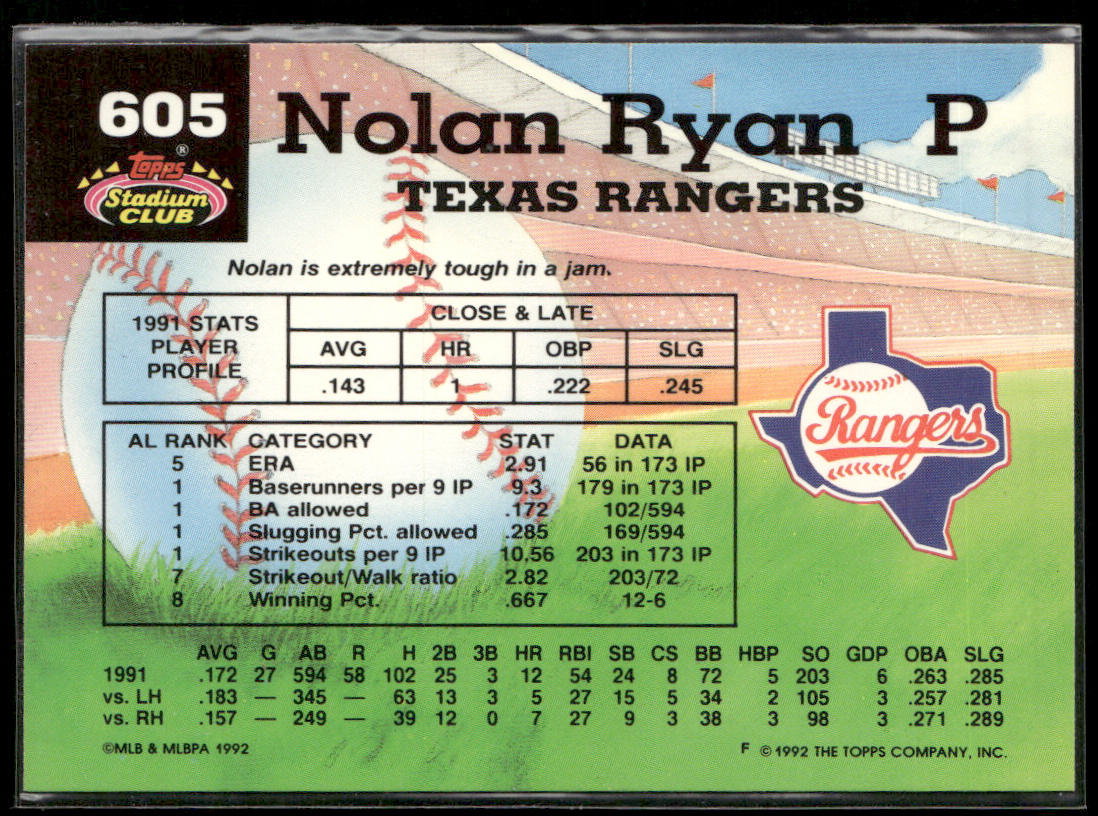 605
Topps®
Stadium
CLUB
Nolan Ryan P
TEXAS RANGERS
Nolan is extremely tough in a jam.
1991 STATS
PLAYER
PROFILE
CLOSE & LATE
AVG HR OBP SLG
.143 1 .222 .245
Rangers
AL RANK CATEGORY STAT DATA
5 ERA 2.91 56 in 173 IP
1 Baserunners per 9 IP 9.3 179 in 173 IP
1 BA allowed .172 102/594
1 Slugging Pct. allowed .285 169/594
1 Strikeouts per 9 IP 10.56 203 in 173 IP
7 Strikeout/Walk ratio 2.82 203/72
8 Winning Pct. .667 12-6
AVG G AB R H 2B 3B HR RBI SB CS BB HBP SO GDP OBA SLG
1991 .172 27 594 58 102 25 3 12 54 24 8 72 5 203 6 .263 .285
vs. LH .183 — 345 — 63 13 3 5 27 15 5 34 2 105 3 .257 .281
vs. RH .157 — 249 — 39 12 0 7 27 9 3 38 3 98 3 .271 .289
©MLB & MLBPA 1992
F ©1992 THE TOPPS COMPANY, INC.